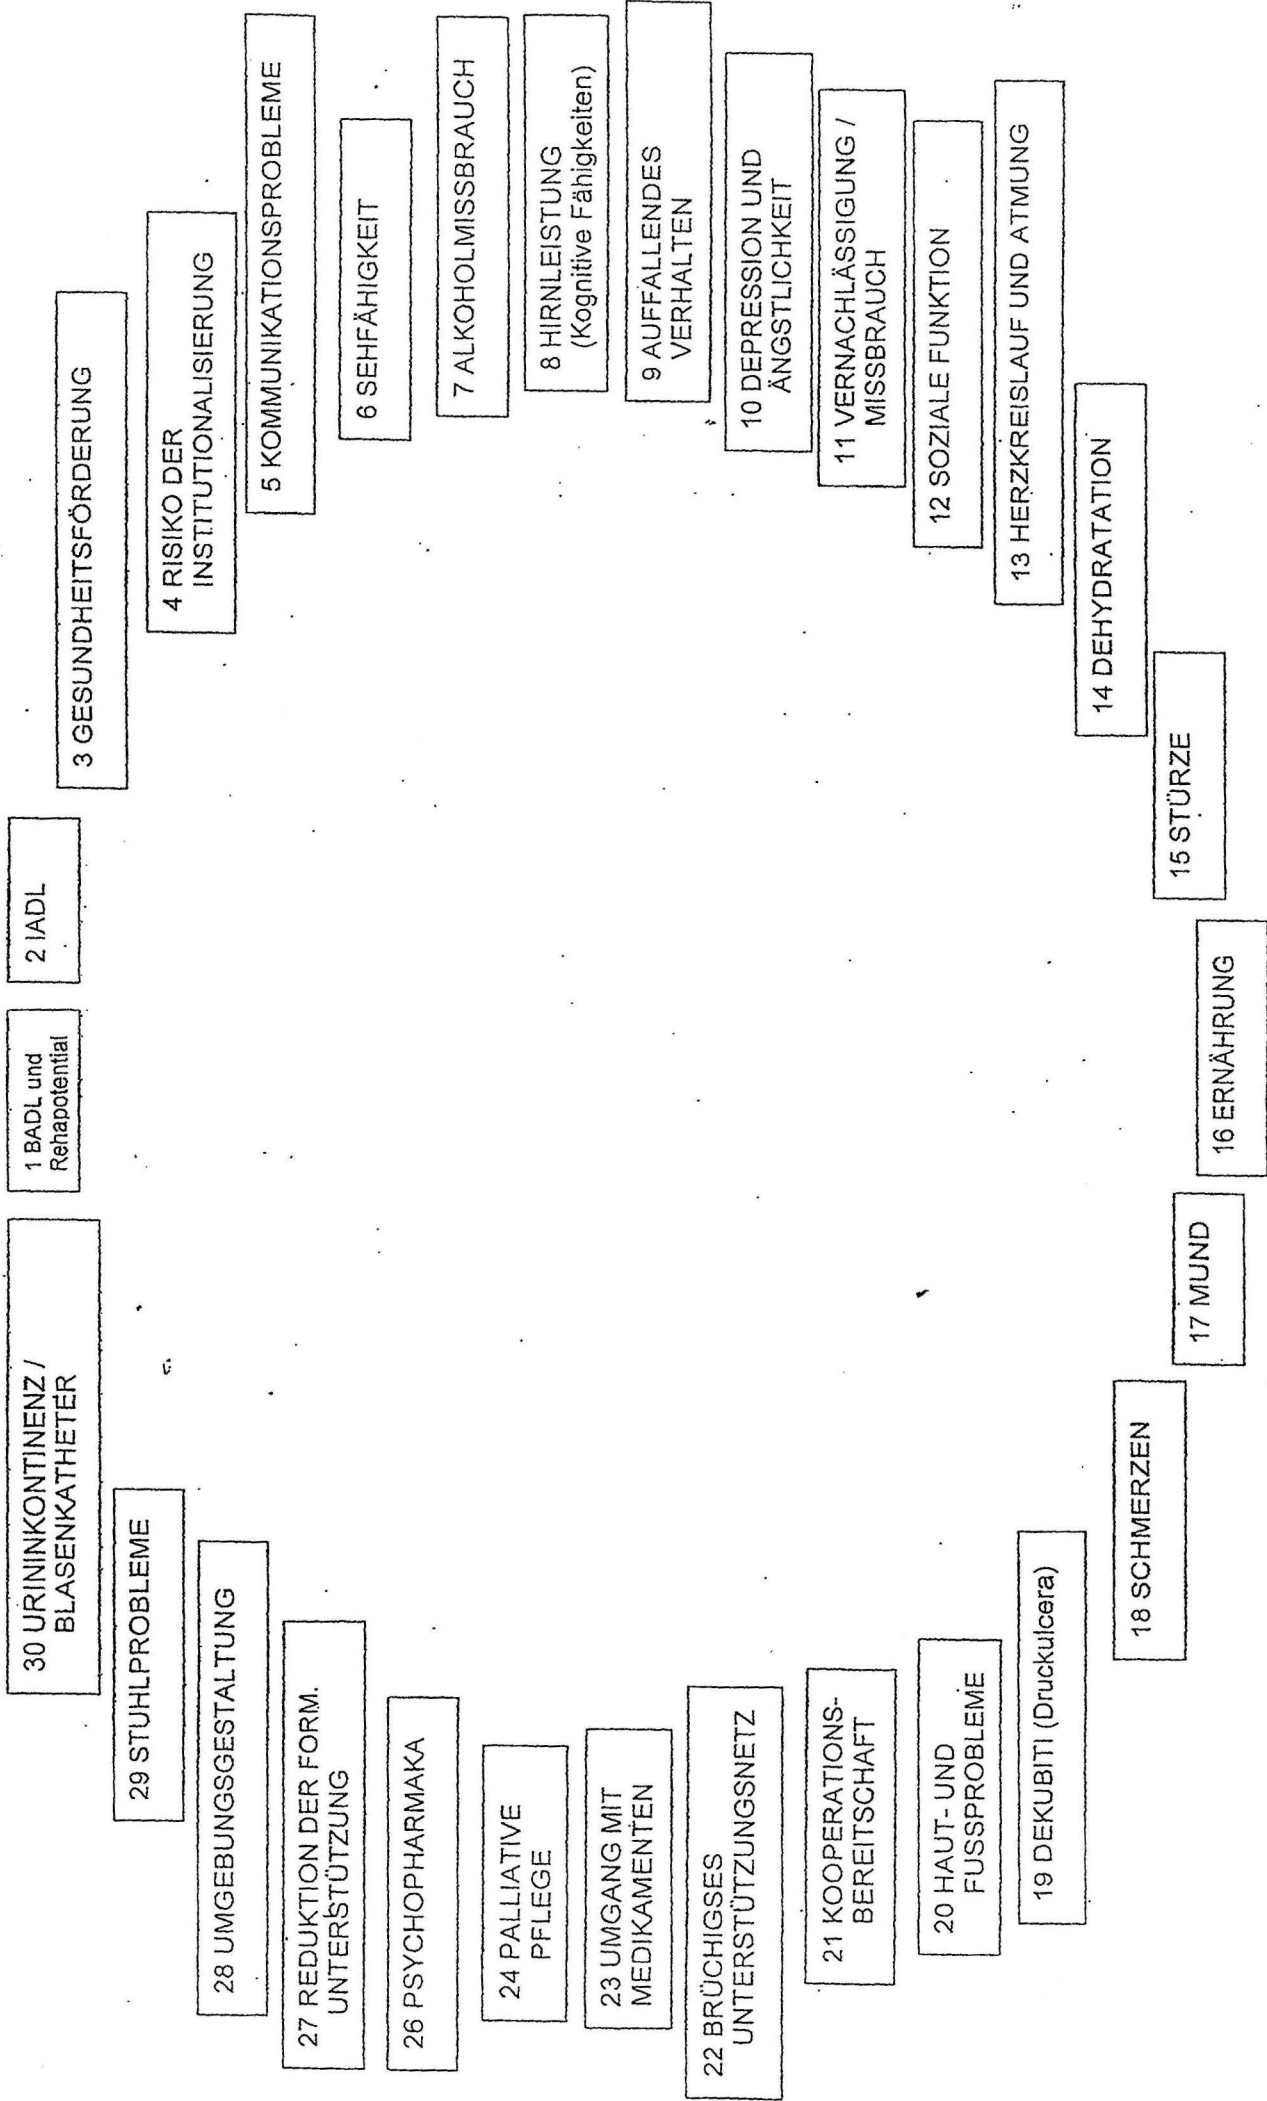 1 BADL und
Rehapotential
2 IADL
3 GESUNDHEITSFÖRDERUNG
4 RISIKO DER
INSTITUTIONALISIERUNG
5 KOMMUNIKATIONSPROBLEME
6 SEHFÄHIGKEIT
7 ALKOHOLMISSBRAUCH
8 HIRNLEISTUNG
(Kognitive Fähigkeiten)
9 AUFFALLENDES
VERHALTEN
10 DEPRESSION UND
ÄNGSTLICHKEIT
11 VERNACHLÄSSIGUNG /
MISSBRAUCH
12 SOZIALE FUNKTION
13 HERZKREISLAUF UND ATMUNG
14 DEHYDRATATION
15 STÜRZE
16 ERNÄHRUNG
17 MUND
18 SCHMERZEN
19 DEKUBITI (Druckulcera)
20 HAUT- UND
FUSSPROBLEME
21 KOOPERATIONS-
BEREITSCHAFT
22 BRÜCHIGSES
UNTERSTÜTZUNGSNETZ
23 UMGANG MIT
MEDIKAMENTEN
24 PALLIATIVE
PFLEGE
26 PSYCHOPHARMAKA
27 REDUKTION DER FORM.
UNTERSTÜTZUNG
28 UMGEBUNGSGESTALTUNG
29 STUHLPROBLEME
30 URININKONTINENZ /
BLASENKATHETER